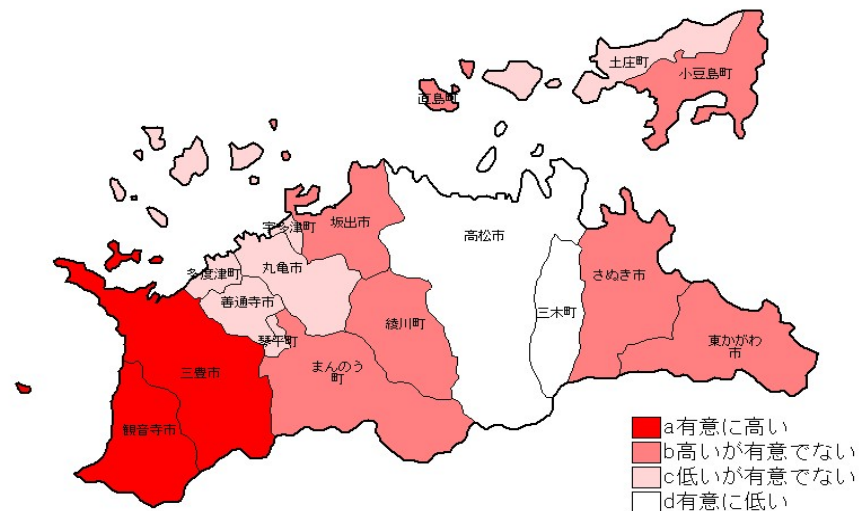 土庄町
小豆島町
直島町
宇多津町
坂出市
高松市
多度津町
丸亀市
さぬき市
善通寺市
三木町
綾川町
琴平町
東かがわ
市
まんのう
町
三豊市
観音寺市
a有意に高い
b高いが有意でない
c低いが有意でない
d有意に低い